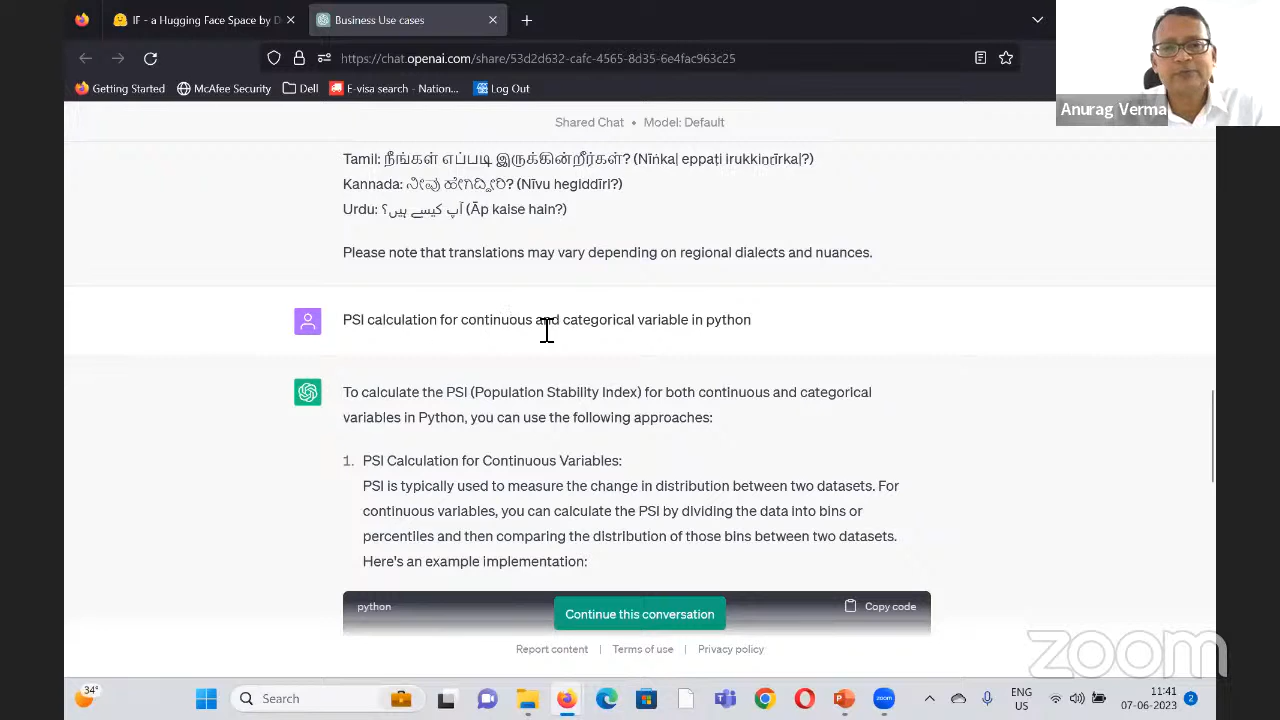 IF - a Hugging Face Space by D
Business Use cases
https://chat.openai.com/share/53d2d632-cafc-4565-8d35-6e4fac963c25
Getting Started
McAfee Security
Dell
E-visa search - Nation...
Log Out
Anurag Verma
Shared Chat • Model: Default
Tamil: நீங்கள் எப்படி இருக்கின்றீர்கள்? (Nīṅkaḷ eppaṭi irukkiṉṟīrkaḷ?)
Kannada: ನೀವು ಹೇಗಿದ್ದೀರಿ? (Nīvu hegiddīri?)
Urdu: آپ کیسے ہیں؟ (Āp kaise hain?)
Please note that translations may vary depending on regional dialects and nuances.
PSI calculation for continuous and categorical variable in python
To calculate the PSI (Population Stability Index) for both continuous and categorical
variables in Python, you can use the following approaches:
1. PSI Calculation for Continuous Variables:
PSI is typically used to measure the change in distribution between two datasets. For
continuous variables, you can calculate the PSI by dividing the data into bins or
percentiles and then comparing the distribution of those bins between two datasets.
Here's an example implementation:
python
Copy code
Continue this conversation
Report content | Terms of use | Privacy policy
zoom
34°
Search
zoom
ENG
US
11:41
07-06-2023
2